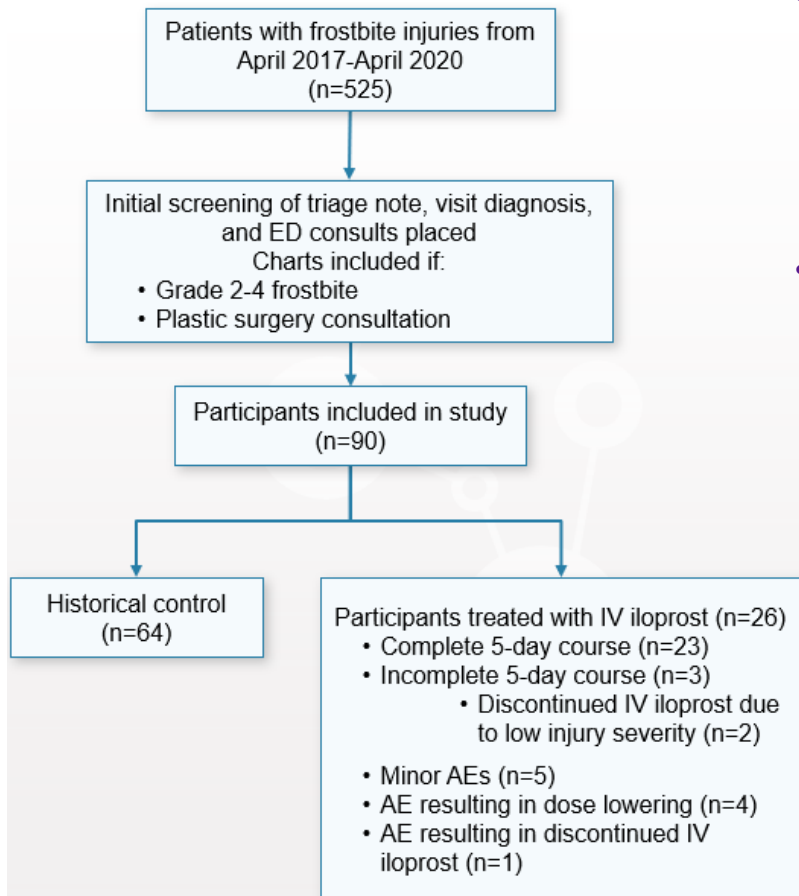 Patients with frostbite injuries from
April 2017-April 2020
(n=525)
Initial screening of triage note, visit diagnosis,
and ED consults placed
Charts included if:
• Grade 2-4 frostbite
• Plastic surgery consultation
Participants included in study
(n=90)
Historical control
(n=64)
Participants treated with IV iloprost (n=26)
• Complete 5-day course (n=23)
• Incomplete 5-day course (n=3)
• Discontinued IV iloprost due
to low injury severity (n=2)
• Minor AEs (n=5)
• AE resulting in dose lowering (n=4)
• AE resulting in discontinued IV
iloprost (n=1)